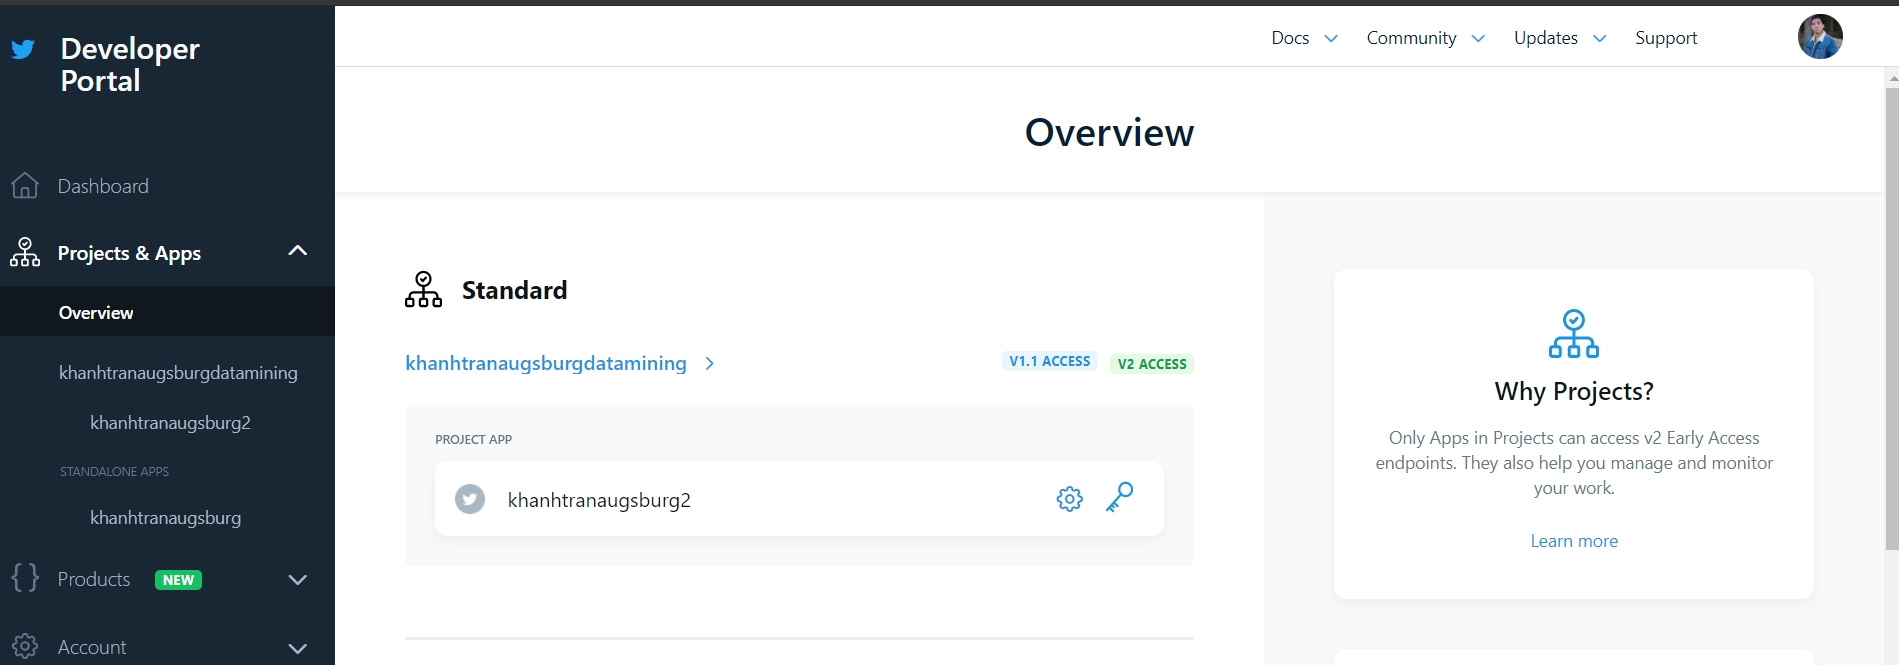 Developer
Portal
Docs
Community
Updates
Support
Overview
Dashboard
Projects & Apps
Overview
khanhtranaugsburgdatamining
khanhtranaugsburg2
STANDALONE APPS
khanhtranaugsburg
Products NEW
Account
Standard
khanhtranaugsburgdatamining
V1.1 ACCESS
V2 ACCESS
PROJECT APP
khanhtranaugsburg2
Why Projects?
Only Apps in Projects can access v2 Early Access
endpoints. They also help you manage and monitor
your work.
Learn more